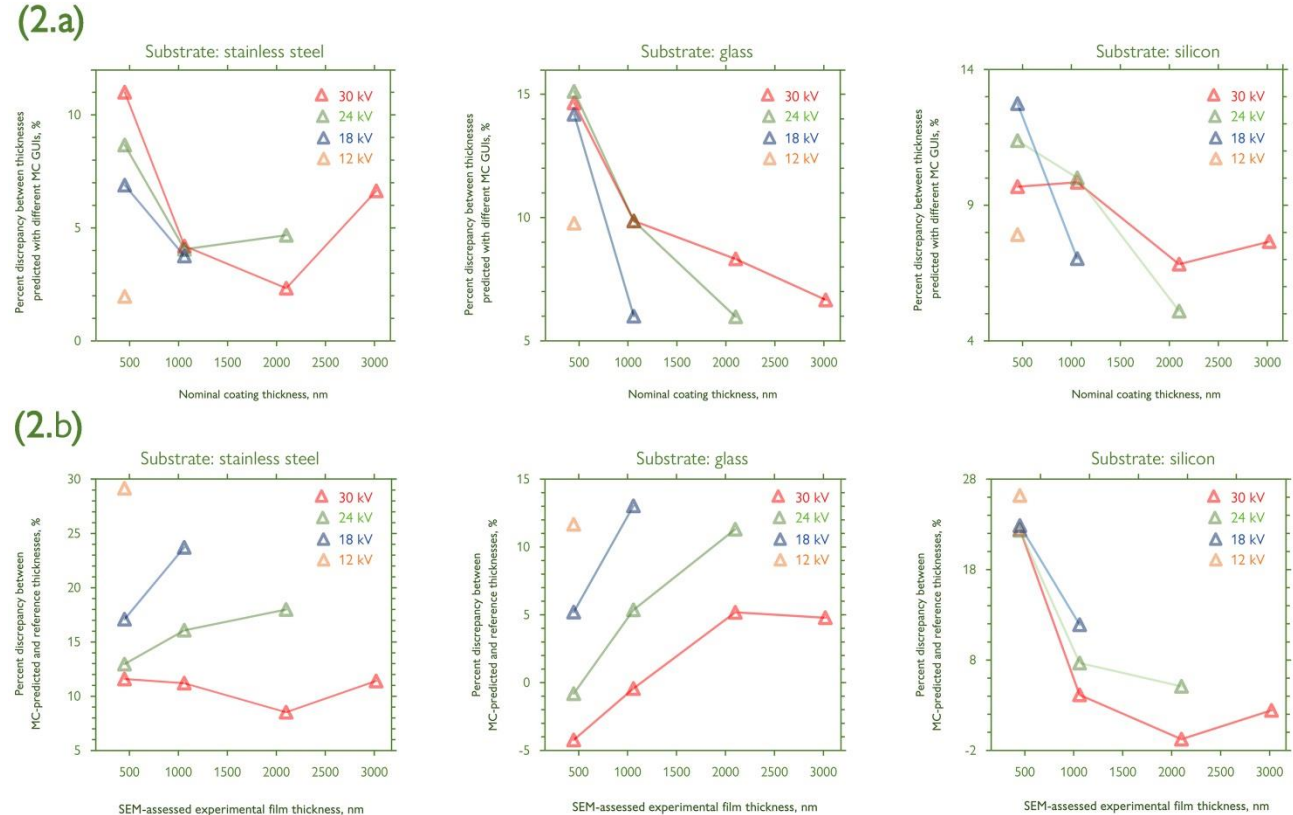 (2.a)
Substrate: stainless steel
Percent discrepancy between thicknesses
predicted with different MC GUIs, %
10
5
0
30 kV
24 kV
18 kV
12 kV
500 1000 1500 2000 2500 3000
Nominal coating thickness, nm
Substrate: glass
Percent discrepancy between thicknesses
predicted with different MC GUIs, %
15
10
5
30 kV
24 kV
18 kV
12 kV
500 1000 1500 2000 2500 3000
Nominal coating thickness, nm
Substrate: silicon
Percent discrepancy between thicknesses
predicted with different MC GUIs, %
14
9
4
30 kV
24 kV
18 kV
12 kV
500 1000 1500 2000 2500 3000
Nominal coating thickness, nm
(2.b)
Substrate: stainless steel
Percent discrepancy between
MC-predicted and reference thicknesses, %
30
25
20
15
10
5
30 kV
24 kV
18 kV
12 kV
500 1000 1500 2000 2500 3000
SEM-assessed experimental film thickness, nm
Substrate: glass
Percent discrepancy between
MC-predicted and reference thicknesses, %
15
10
5
0
-5
30 kV
24 kV
18 kV
12 kV
500 1000 1500 2000 2500 3000
SEM-assessed experimental film thickness, nm
Substrate: silicon
Percent discrepancy between
MC-predicted and reference thicknesses, %
28
18
8
-2
30 kV
24 kV
18 kV
12 kV
500 1000 1500 2000 2500 3000
SEM-assessed experimental film thickness, nm